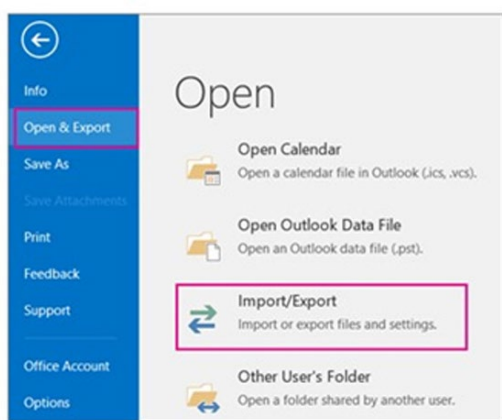 Info
Open & Export
Save As
Save Attachments
Print
Feedback
Support
Office Account
Options
Open
Open Calendar
Open a calendar file in Outlook (.ics, .vcs).
Open Outlook Data File
Open an Outlook data file (.pst).
Import/Export
Import or export files and settings.
Other User's Folder
Open a folder shared by another user.